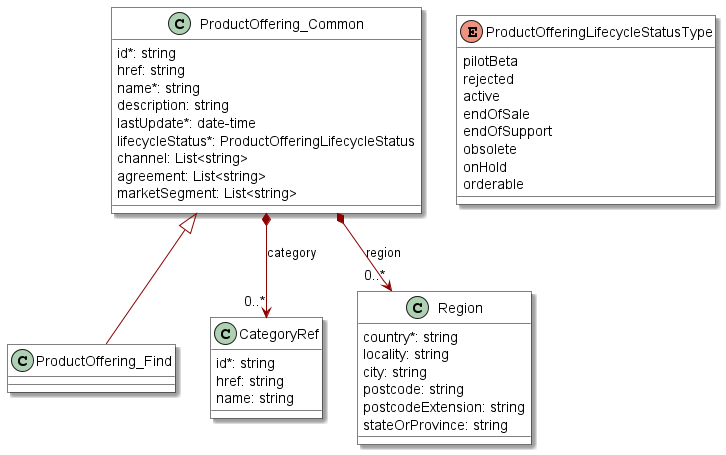 C ProductOffering_Common
id*: string
href: string
name*: string
description: string
lastUpdate*: date-time
lifecycleStatus*: ProductOfferingLifecycleStatus
channel: List<string>
agreement: List<string>
marketSegment: List<string>
E ProductOfferingLifecycleStatusType
pilotBeta
rejected
active
endOfSale
endOfSupport
obsolete
onHold
orderable
category
0..*
region
0..*
C ProductOffering_Find
C CategoryRef
id*: string
href: string
name: string
C Region
country*: string
locality: string
city: string
postcode: string
postcodeExtension: string
stateOrProvince: string